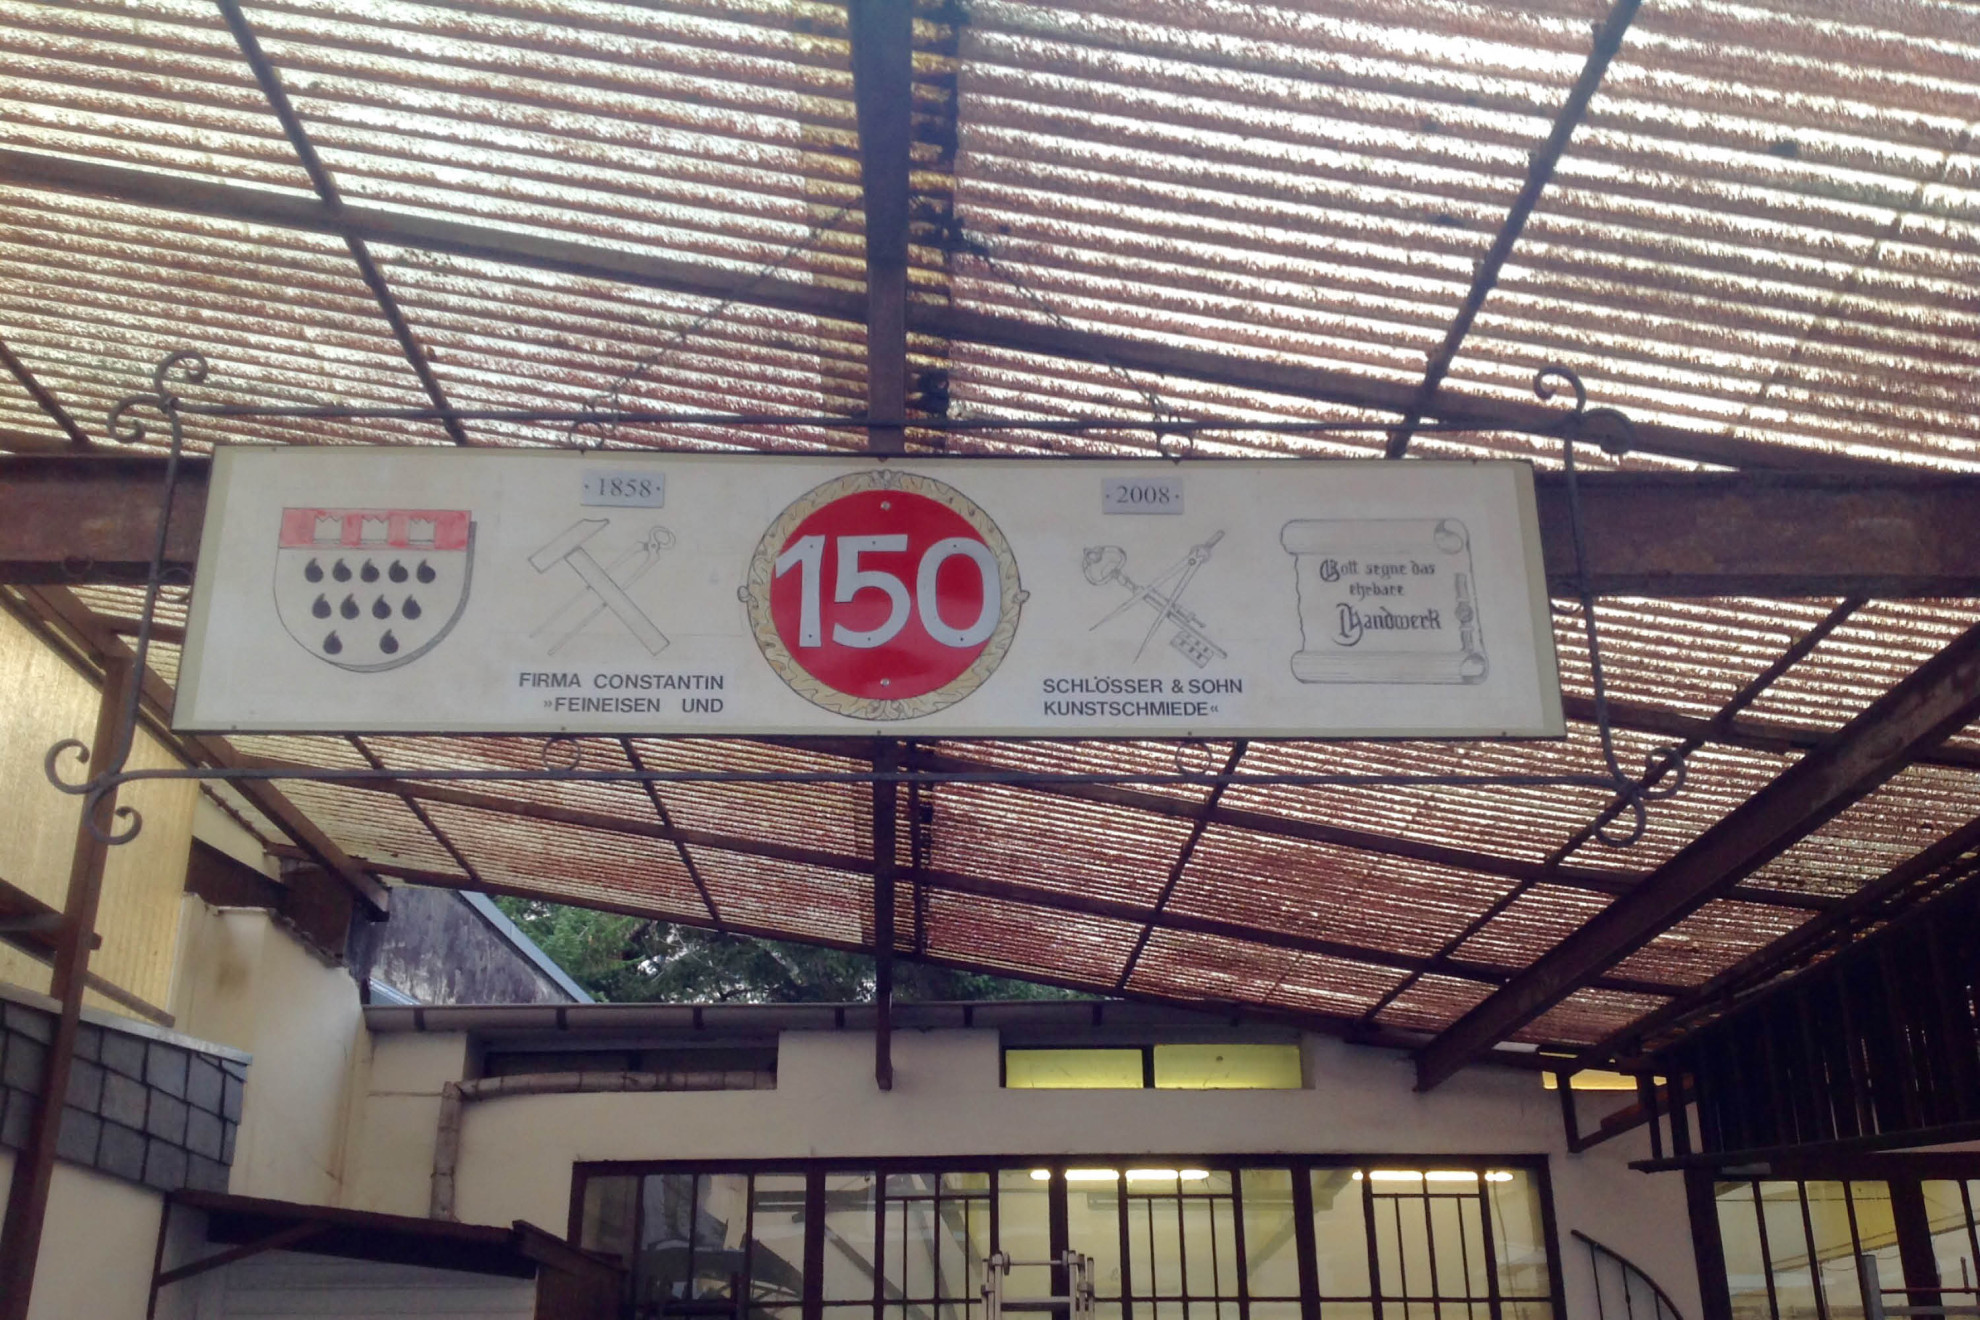 ·1858·
FIRMA CONSTANTIN
»FEINEISEN UND
150
·2008·
SCHLÖSSER & SOHN
KUNSTSCHMIEDE«
Gott segne das
ehrbare
Handwerk